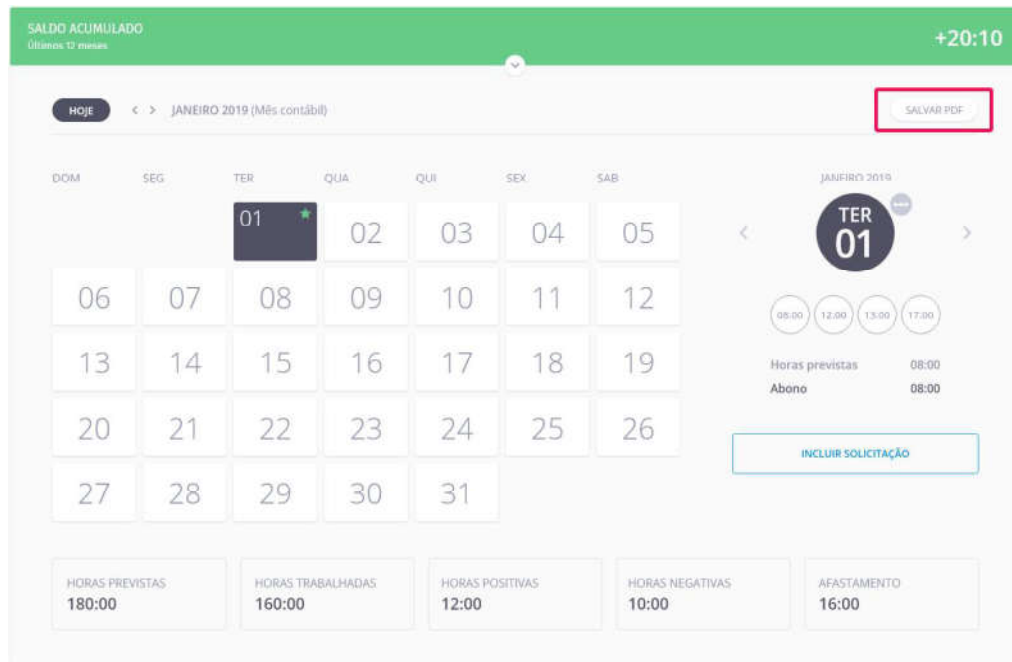 SALDO ACUMULADO
Últimos 12 meses
+20:10
HOJE < > JANEIRO 2019 (Mês contábil)
SALVAR PDF
DOM SEG TER QUA QUI SEX SAB
01 02 03 04 05
06 07 08 09 10 11 12
13 14 15 16 17 18 19
20 21 22 23 24 25 26
27 28 29 30 31
JANEIRO 2019
TER
01
08:00 12:00 13:00 17:00
Horas previstas 08:00
Abono 08:00
INCLUIR SOLICITAÇÃO
HORAS PREVISTAS
180:00
HORAS TRABALHADAS
160:00
HORAS POSITIVAS
12:00
HORAS NEGATIVAS
10:00
AFASTAMENTO
16:00